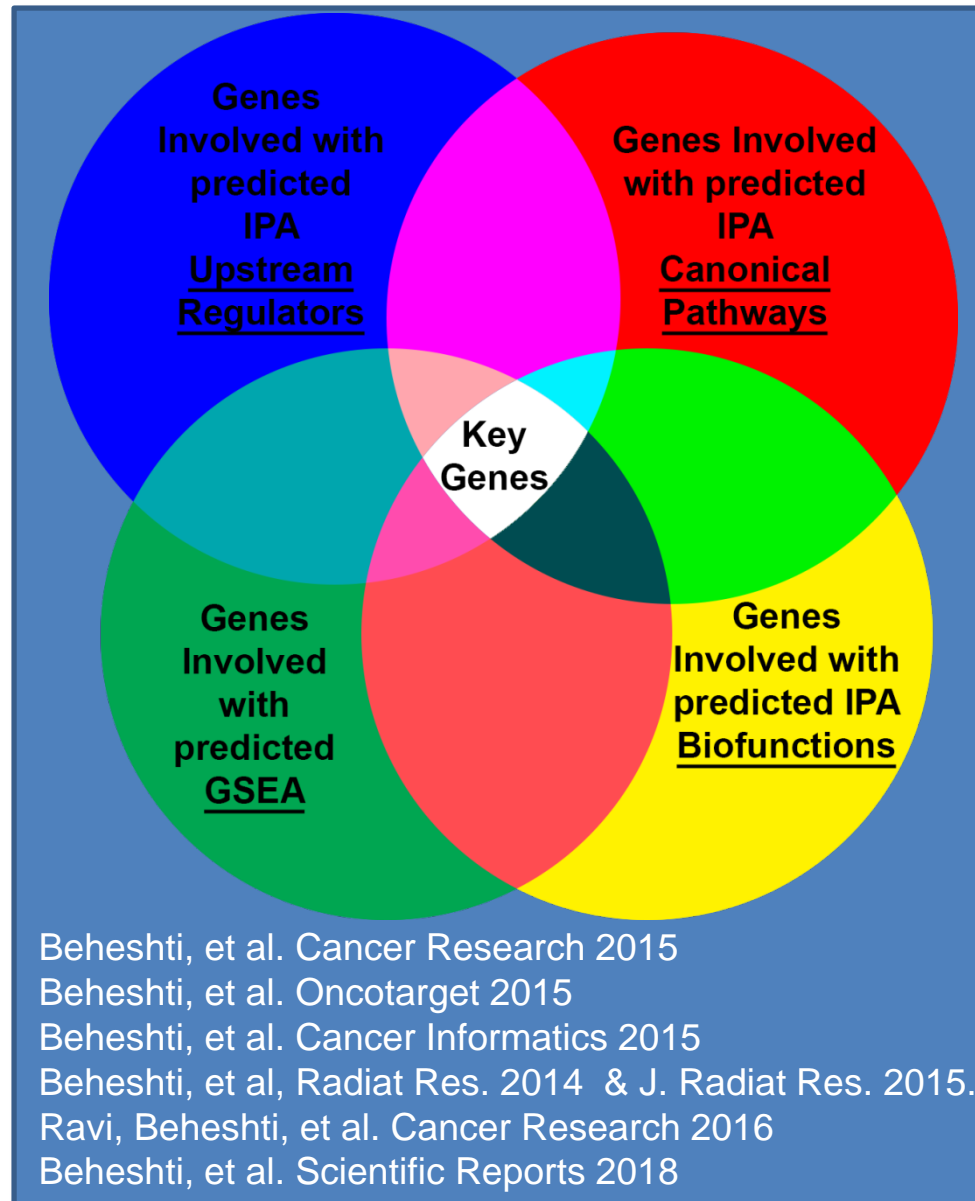 Genes
Involved with
predicted
IPA
Upstream
Regulators
Genes Involved
with predicted
IPA
Canonical
Pathways
Key
Genes
Genes
Involved
with
predicted
GSEA
Genes
Involved with
predicted IPA
Biofunctions
Beheshti, et al. Cancer Research 2015
Beheshti, et al. Oncotarget 2015
Beheshti, et al. Cancer Informatics 2015
Beheshti, et al, Radiat Res. 2014  & J. Radiat Res. 2015.
Ravi, Beheshti, et al. Cancer Research 2016
Beheshti, et al. Scientific Reports 2018